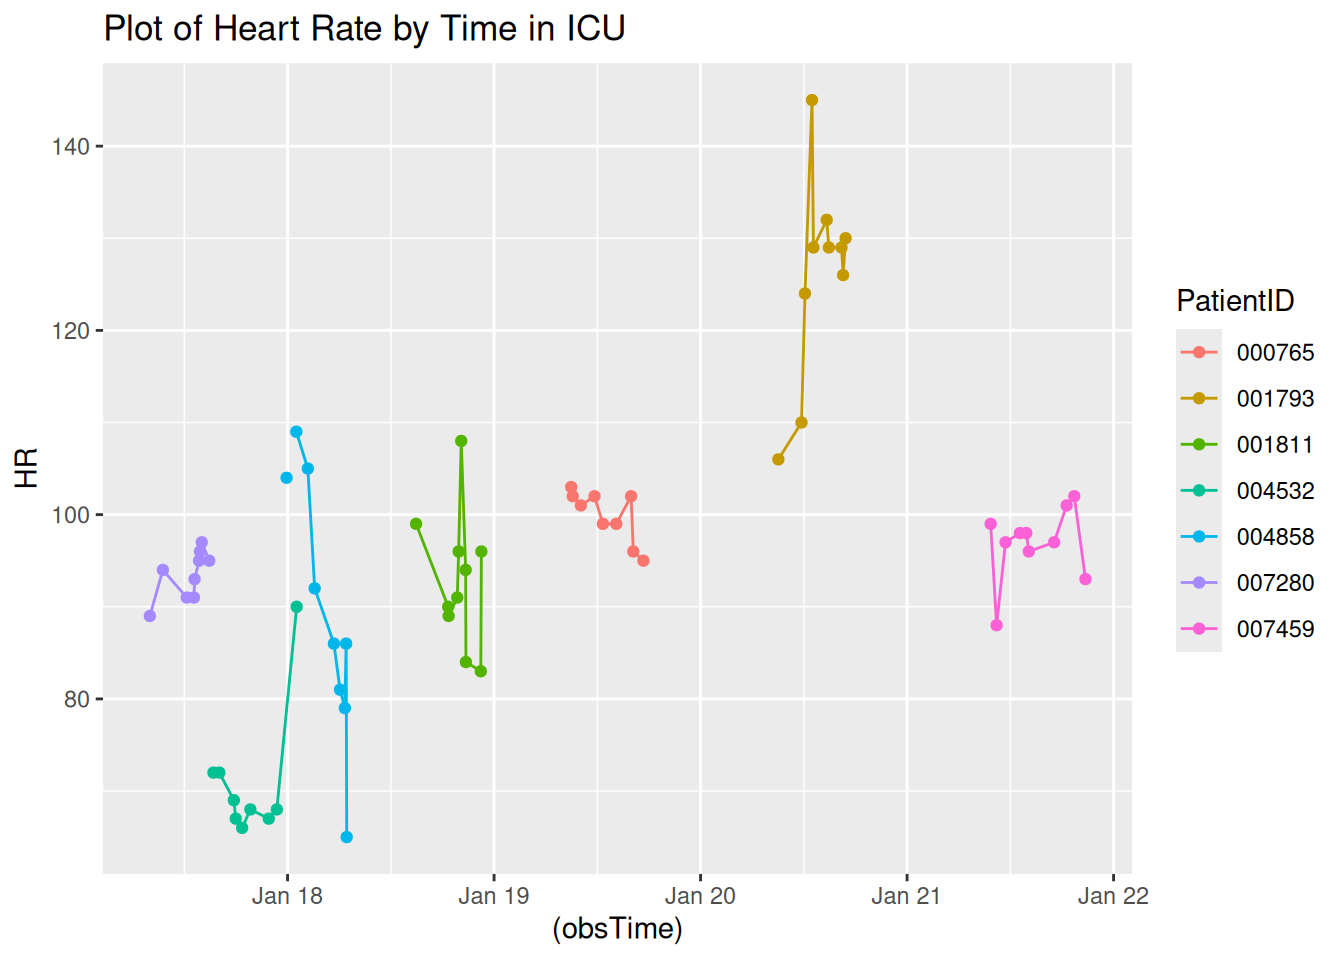 Plot of Heart Rate by Time in ICU
HR
140
120
100
80
Jan 18
Jan 19
Jan 20
Jan 21
Jan 22
(obsTime)
PatientID
000765
001793
001811
004532
004858
007280
007459